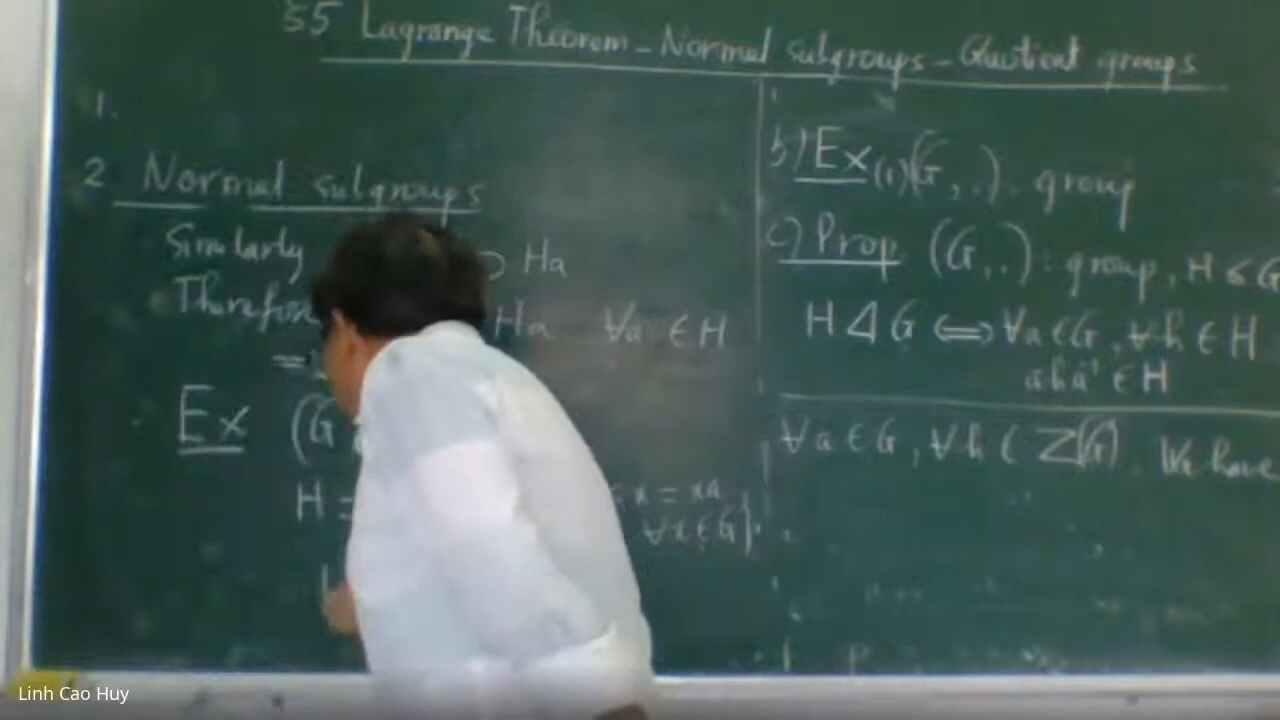 §5 Lagrange Theorem - Normal subgroups - Quotient groups
1.
2 Normal subgroups
Similarly ⊃ Ha
Therefore Ha ∀a ∈ H
=
Ex (G
H = x = xa
∀x ∈ G}.
b) Ex (1) (G, .). group
c) Prop (G, .): group, H ≤ G
H ⊲ G ⟺ ∀a ∈ G, ∀h ∈ H
aha⁻¹ ∈ H
∀a ∈ G, ∀h ∈ Z(G). We have
Linh Cao Huy